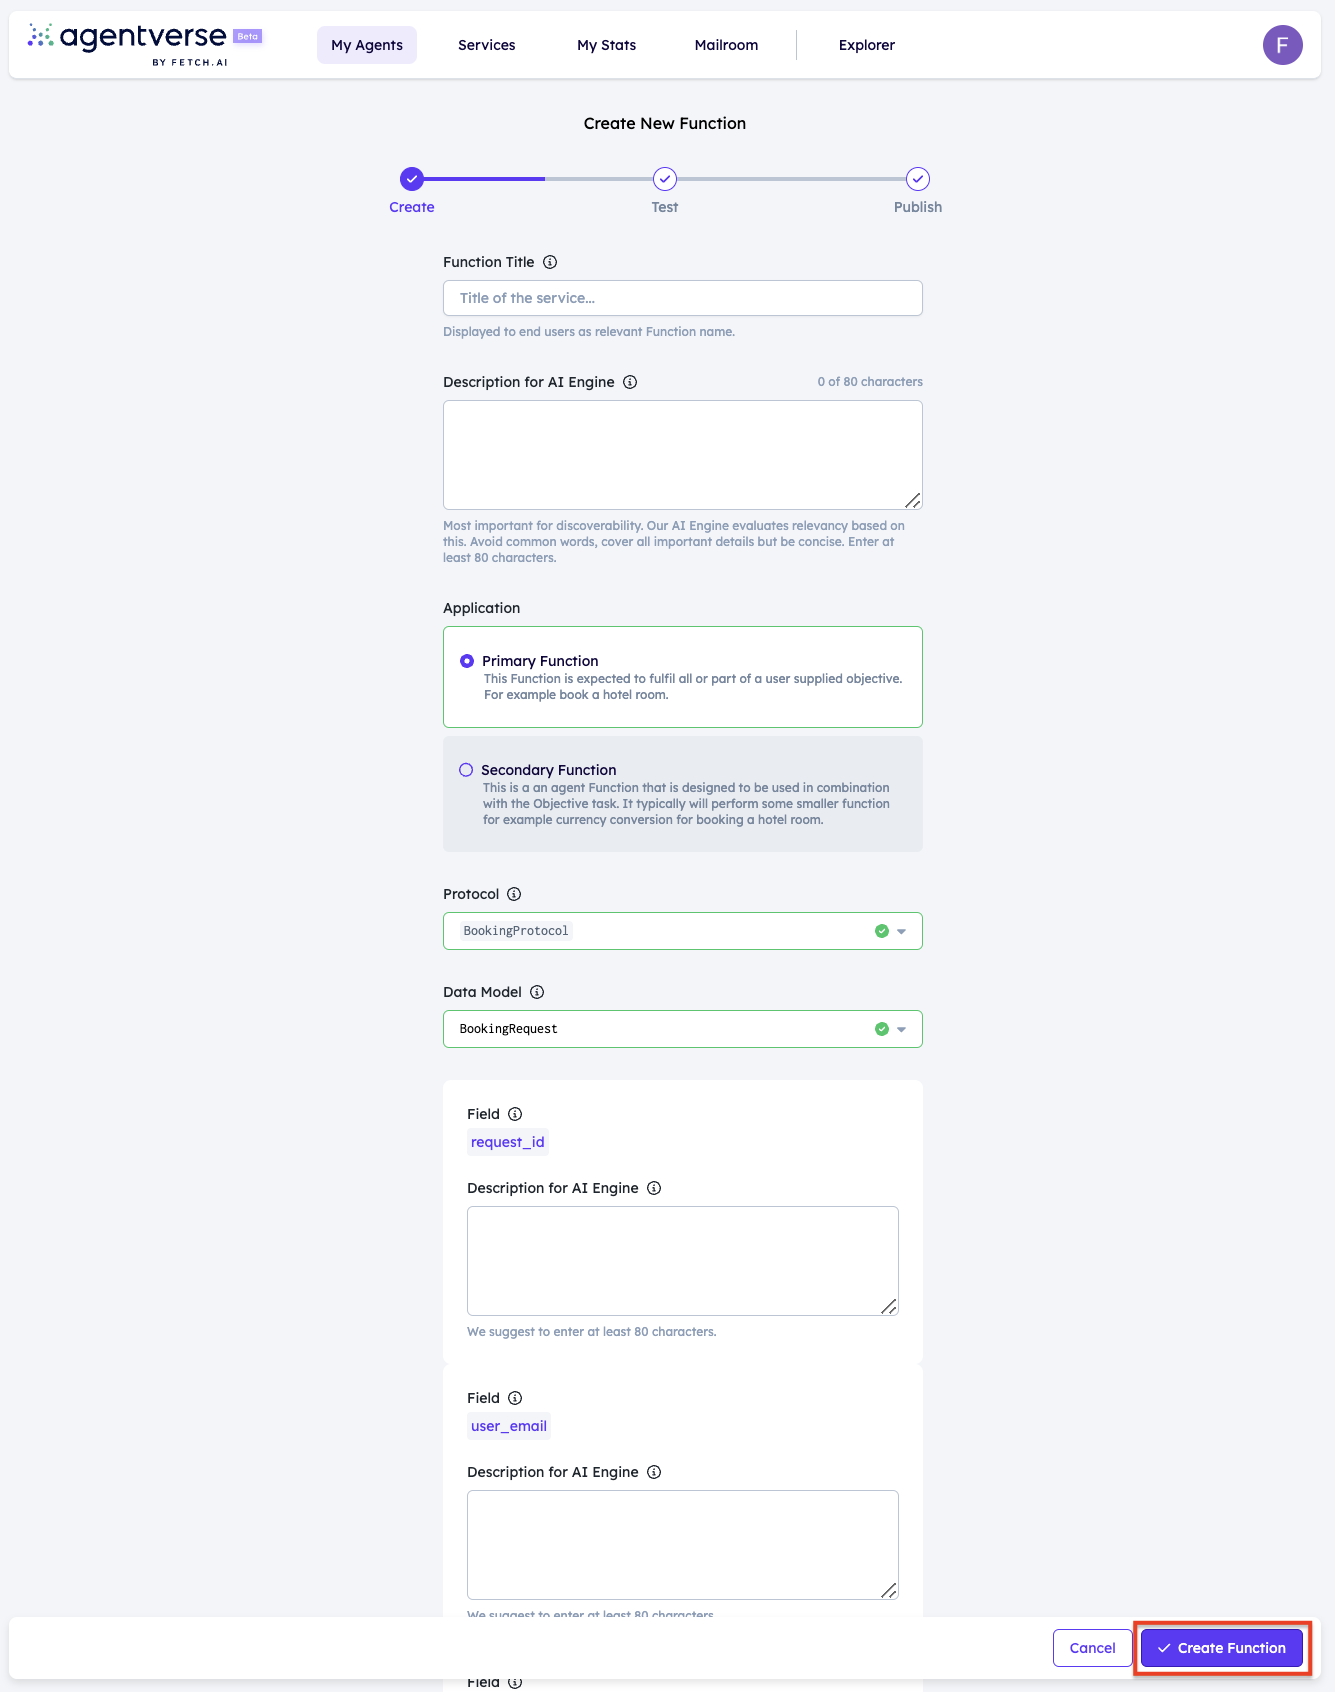 agentverse Beta
BY FETCH.AI
My Agents Services My Stats Mailroom Explorer F
Create New Function
Create Test Publish
Function Title
Title of the service...
Displayed to end users as relevant Function name.
Description for AI Engine 0 of 80 characters
Most important for discoverability. Our AI Engine evaluates relevancy based on
this. Avoid common words, cover all important details but be concise. Enter at
least 80 characters.
Application
Primary Function
This Function is expected to fulfil all or part of a user supplied objective.
For example book a hotel room.
Secondary Function
This is a an agent Function that is designed to be used in combination
with the Objective task. It typically will perform some smaller function
for example currency conversion for booking a hotel room.
Protocol
BookingProtocol
Data Model
BookingRequest
Field
request_id
Description for AI Engine
We suggest to enter at least 80 characters.
Field
user_email
Description for AI Engine
We suggest to enter at least 80 characters.
Cancel Create Function
Field